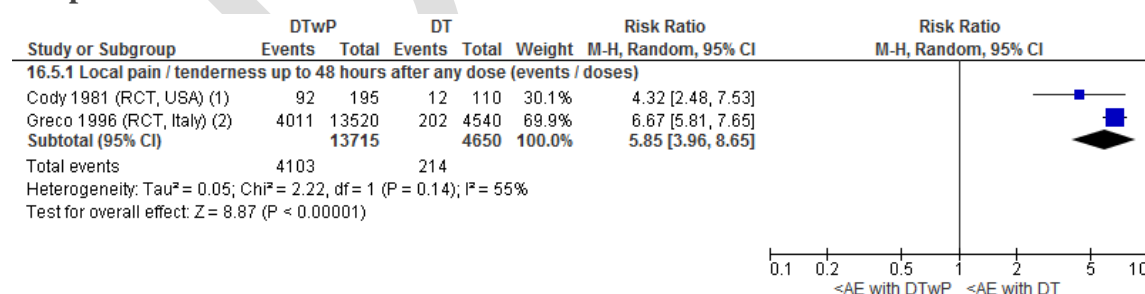 DTwP DT Risk Ratio Risk Ratio
Study or Subgroup Events Total Events Total Weight M-H, Random, 95% CI M-H, Random, 95% CI
16.5.1 Local pain / tenderness up to 48 hours after any dose (events / doses)
Cody 1981 (RCT, USA) (1) 92 195 12 110 30.1% 4.32 [2.48, 7.53]
Greco 1996 (RCT, Italy) (2) 4011 13520 202 4540 69.9% 6.67 [5.81, 7.65]
Subtotal (95% CI) 13715 4650 100.0% 5.85 [3.96, 8.65]
Total events 4103 214
Heterogeneity: Tau² = 0.05; Chi² = 2.22, df = 1 (P = 0.14); I² = 55%
Test for overall effect: Z = 8.87 (P < 0.00001)
0.1 0.2 0.5 1 2 5 10
<AE with DTwP <AE with DT